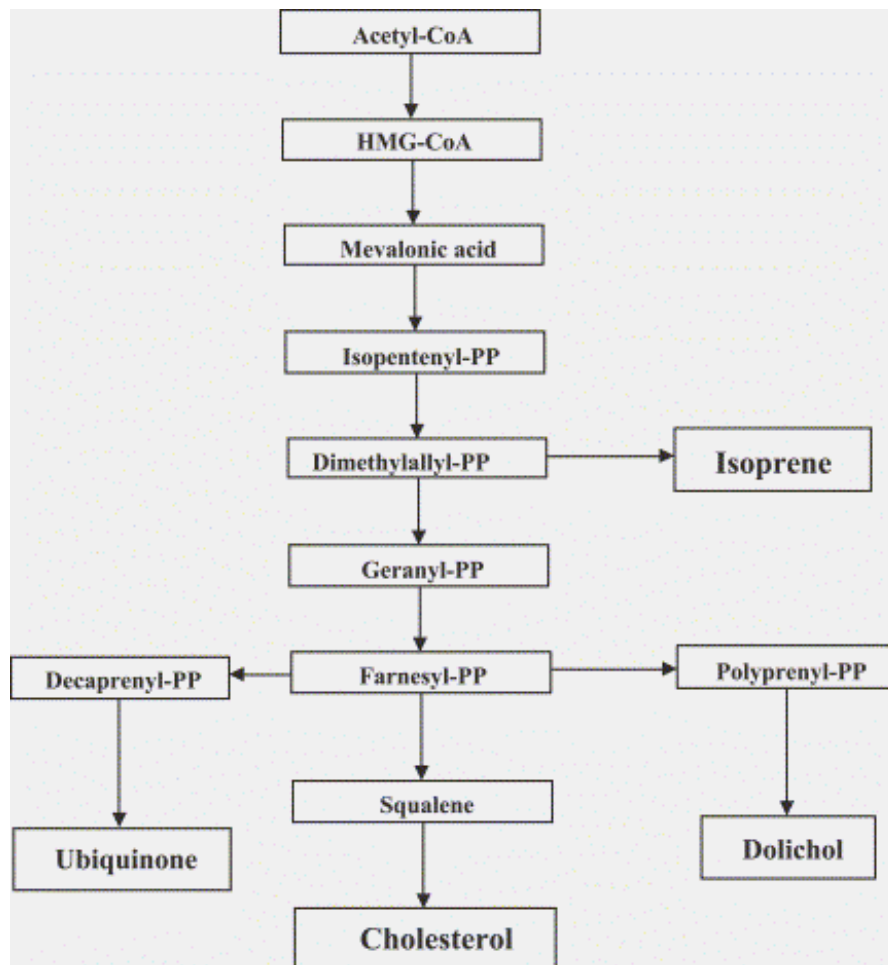 Acetyl-CoA
HMG-CoA
Mevalonic acid
Isopentenyl-PP
Dimethylallyl-PP
Isoprene
Geranyl-PP
Decaprenyl-PP
Farnesyl-PP
Polyprenyl-PP
Squalene
Ubiquinone
Dolichol
Cholesterol